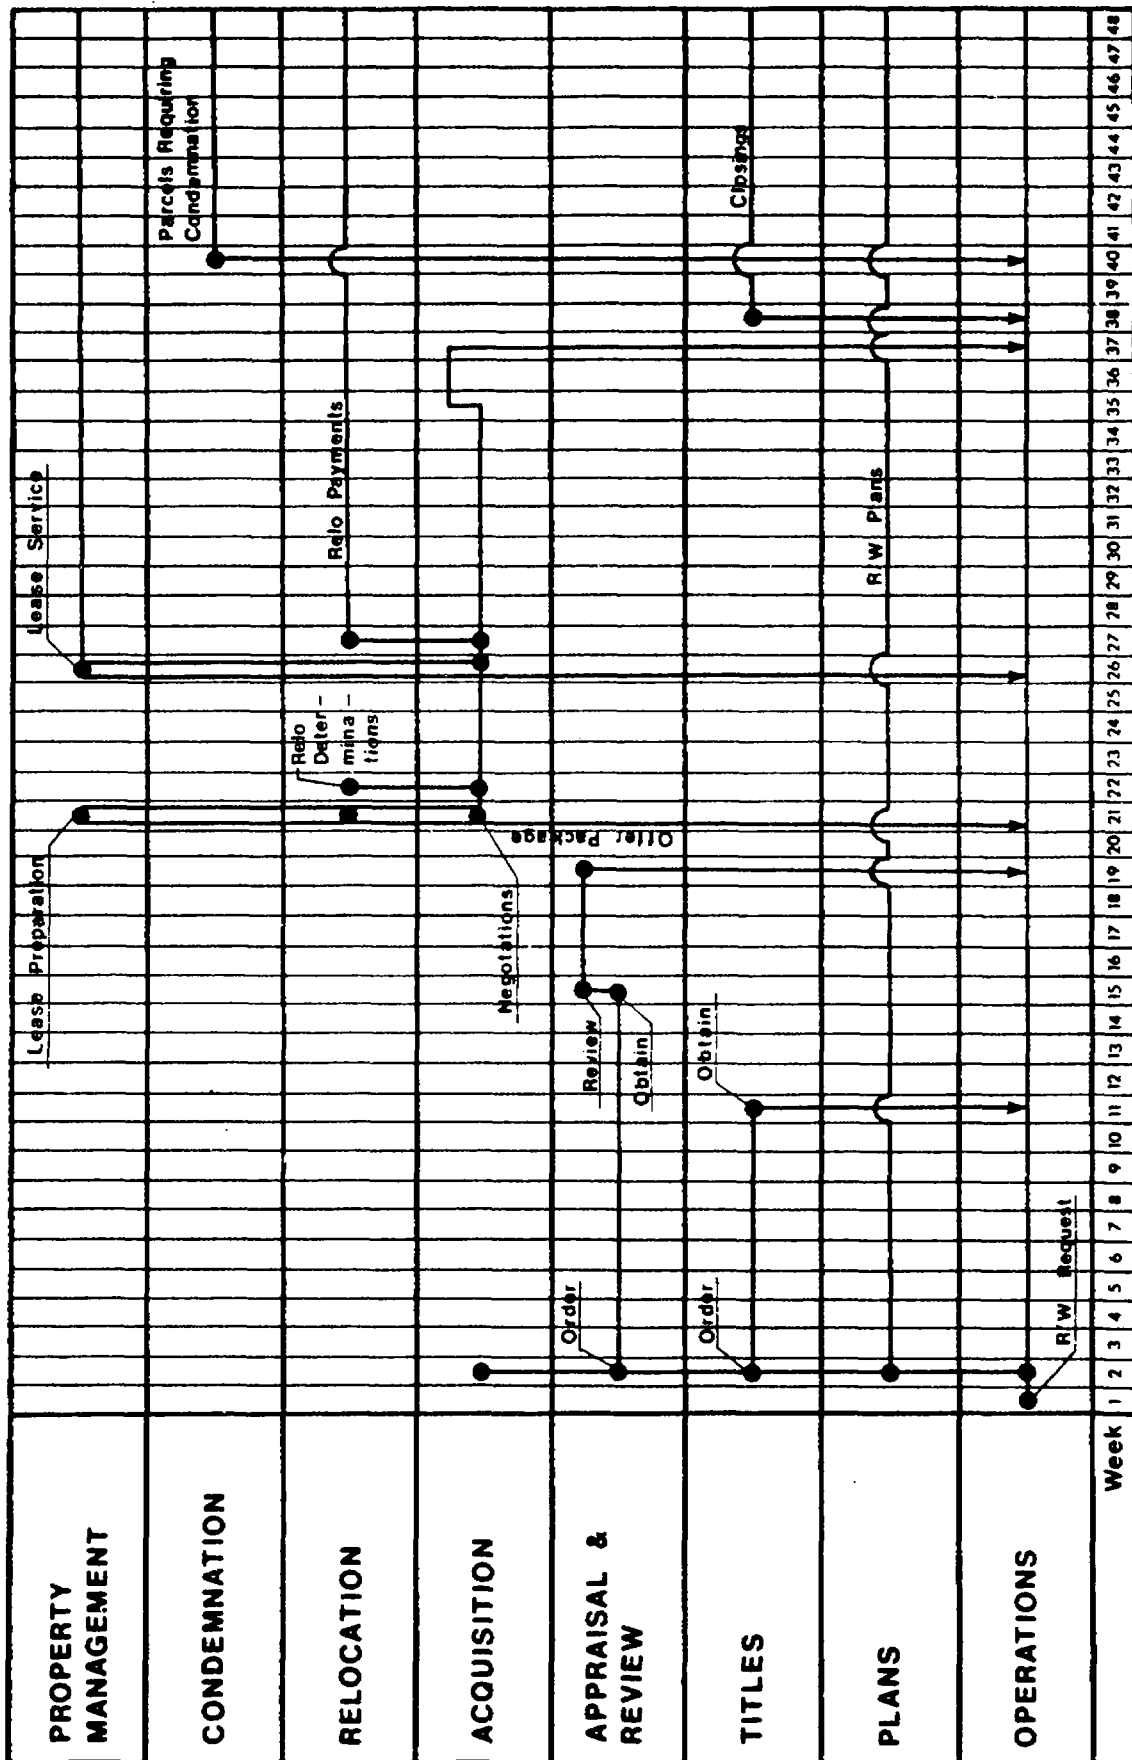 PROPERTY
MANAGEMENT
Lease Preparation
Lease Service
CONDEMNATION
Parcels Requiring
Condemnation
RELOCATION
Relo
Deter-
mina-
tions
Relo Payments
ACQUISITION
Negotations
APPRAISAL &
REVIEW
Order
Review
Obtain
Offer Package
TITLES
Order
Obtain
Closings
PLANS
R/W Plans
OPERATIONS
R/W Request
Week 1 2 3 4 5 6 7 8 9 10 11 12 13 14 15 16 17 18 19 20 21 22 23 24 25 26 27 28 29 30 31 32 33 34 35 36 37 38 39 40 41 42 43 44 45 46 47 48